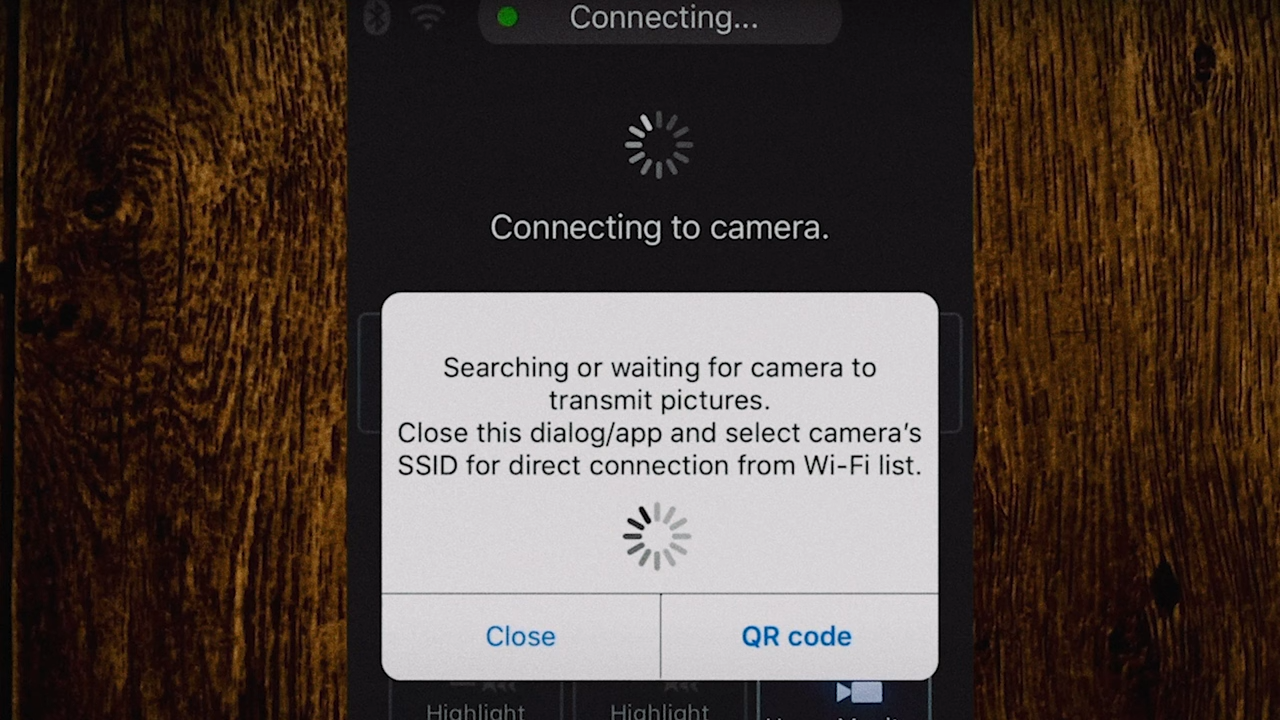 Connecting...
Connecting to camera.
Searching or waiting for camera to
transmit pictures.
Close this dialog/app and select camera's
SSID for direct connection from Wi-Fi list.
Close
QR code
Highlight
Highlight